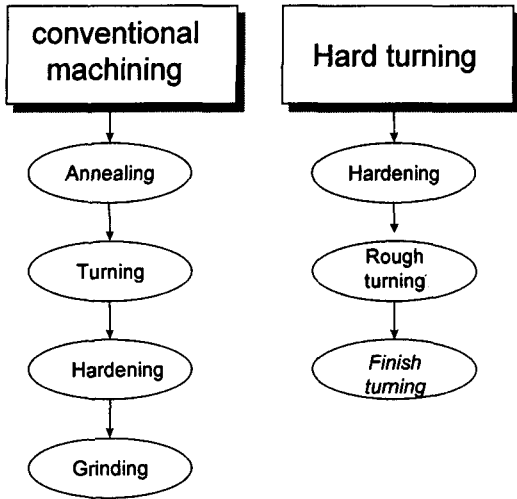 conventional
machining
Annealing
Turning
Hardening
Grinding
Hard turning
Hardening
Rough
turning
Finish
turning